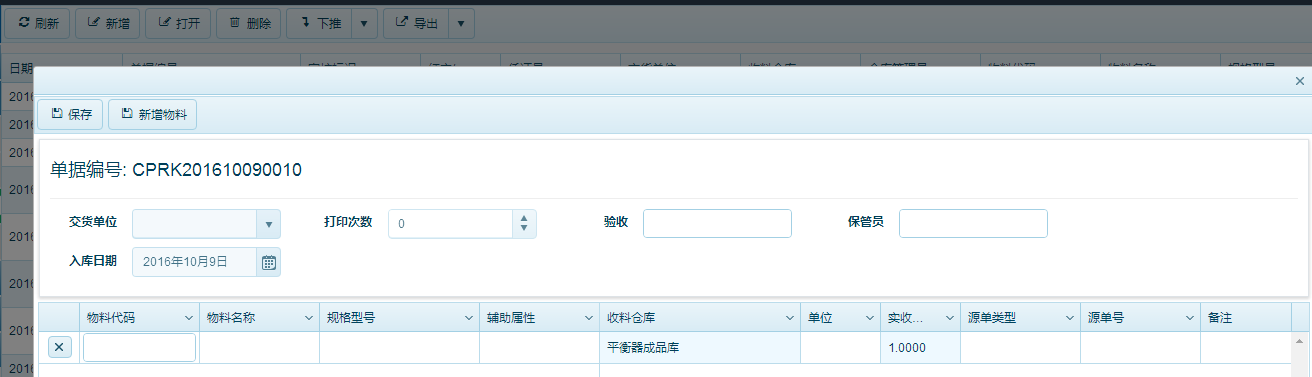 刷新 新增 打开 删除 下推 导出
日期
2016
2016
2016
2016
2016
2016
2016
2016
保存 新增物料
单据编号: CPRK201610090010
交货单位 打印次数 0 验收 保管员
入库日期 2016年10月9日
物料代码 物料名称 规格型号 辅助属性 收料仓库 单位 实收... 源单类型 源单号 备注
平衡器成品库 1.0000